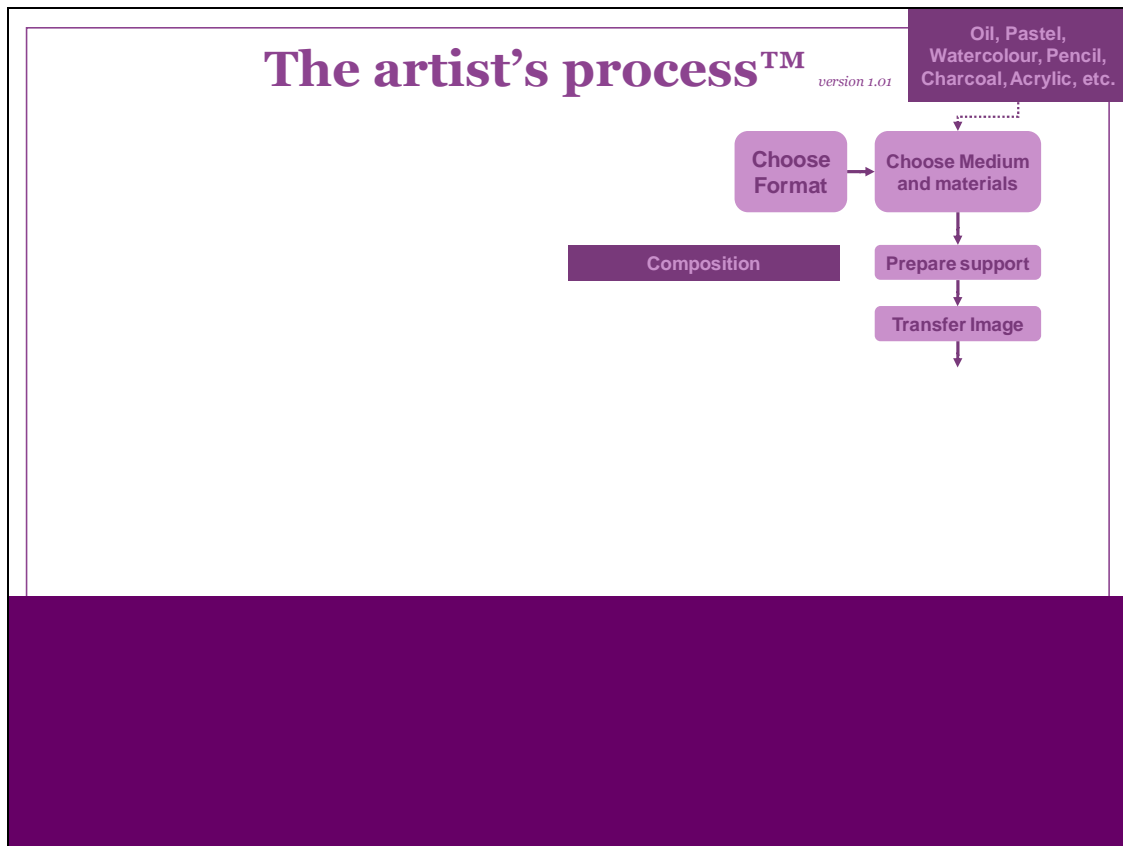 The artist’s process™ version 1.01
Oil, Pastel,
Watercolour, Pencil,
Charcoal, Acrylic, etc.
Choose
Format
Choose Medium
and materials
Composition
Prepare support
Transfer Image